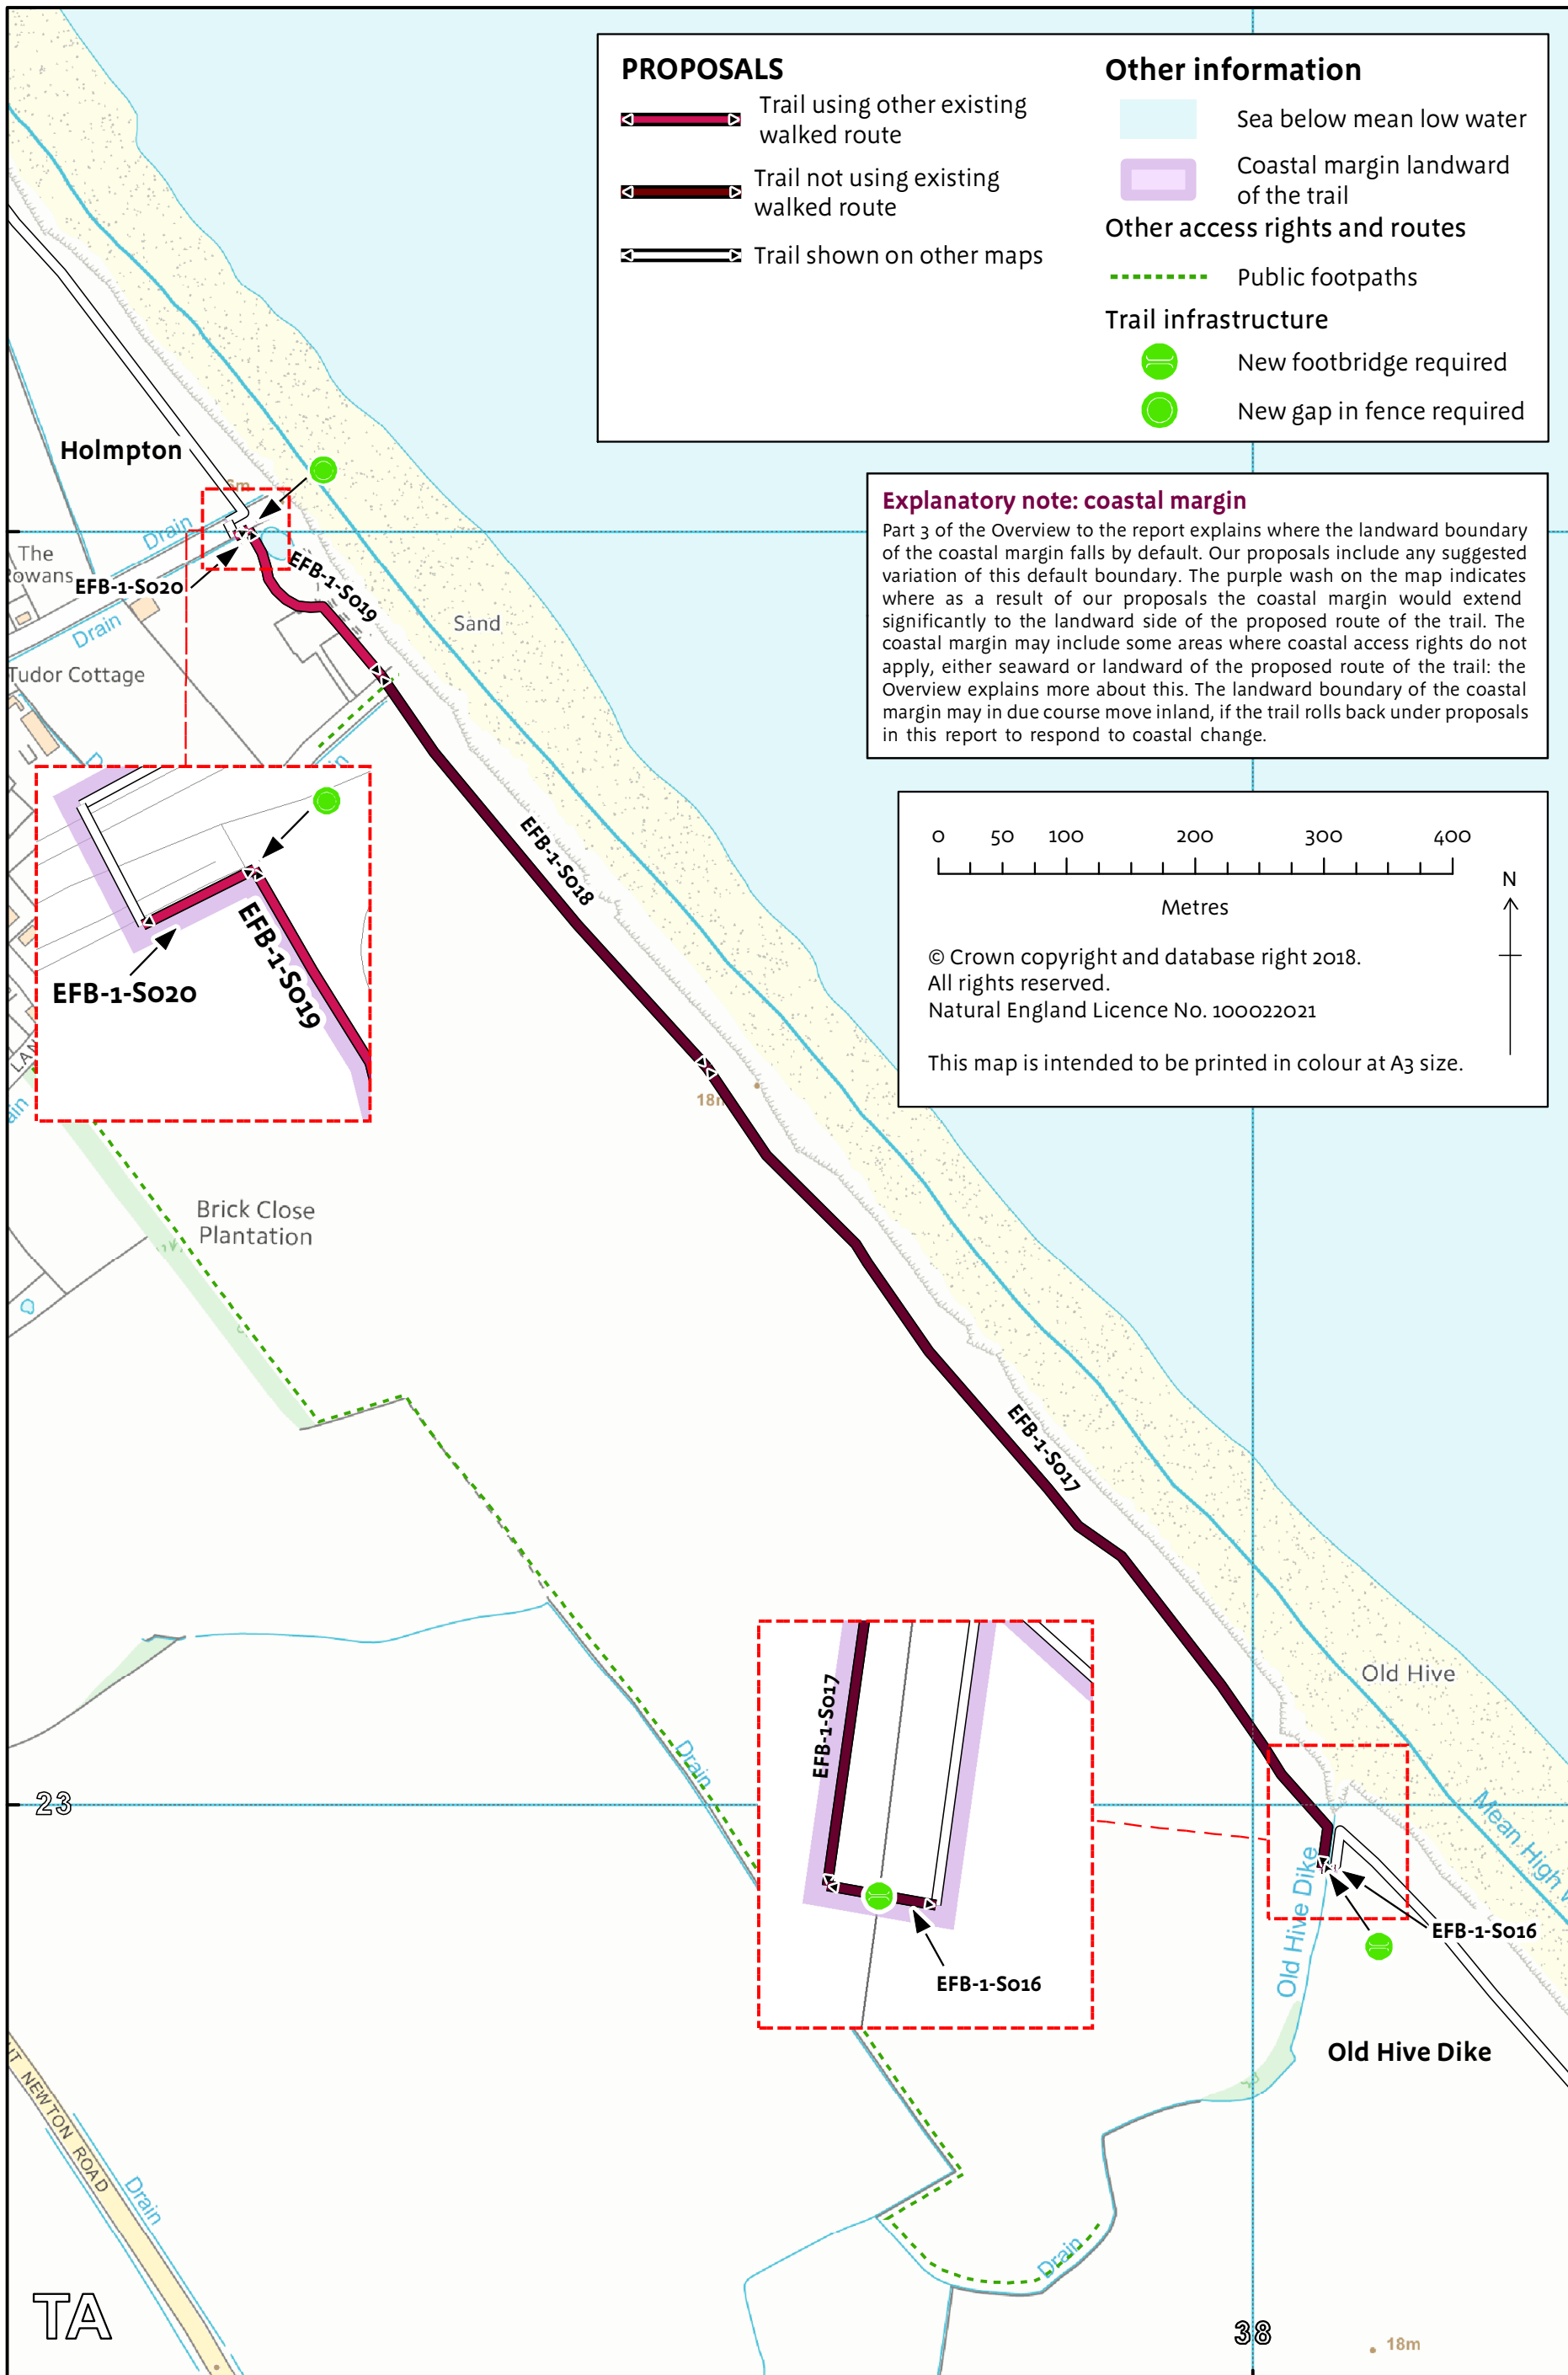 PROPOSALS
Trail using other existing
walked route
Trail not using existing
walked route
Trail shown on other maps
Other information
Sea below mean low water
Coastal margin landward
of the trail
Other access rights and routes
Public footpaths
Trail infrastructure
New footbridge required
New gap in fence required
Explanatory note: coastal margin
Part 3 of the Overview to the report explains where the landward boundary
of the coastal margin falls by default. Our proposals include any suggested
variation of this default boundary. The purple wash on the map indicates
where as a result of our proposals the coastal margin would extend
significantly to the landward side of the proposed route of the trail. The
coastal margin may include some areas where coastal access rights do not
apply, either seaward or landward of the proposed route of the trail: the
Overview explains more about this. The landward boundary of the coastal
margin may in due course move inland, if the trail rolls back under proposals
in this report to respond to coastal change.
0 50 100 200 300 400
Metres
N
© Crown copyright and database right 2018.
All rights reserved.
Natural England Licence No. 100022021
This map is intended to be printed in colour at A3 size.
Holmpton
Drain
The
Rowans
EFB-1-S020
EFB-1-S019
Sand
Drain
Tudor Cottage
EFB-1-S018
EFB-1-S020
EFB-1-S019
18m
Brick Close
Plantation
EFB-1-S017
Old Hive
Drain
EFB-1-S017
EFB-1-S016
23
Mean High
Old Hive Dike
EFB-1-S016
Old Hive Dike
NEWTON ROAD
Drain
Drain
TA
38
18m